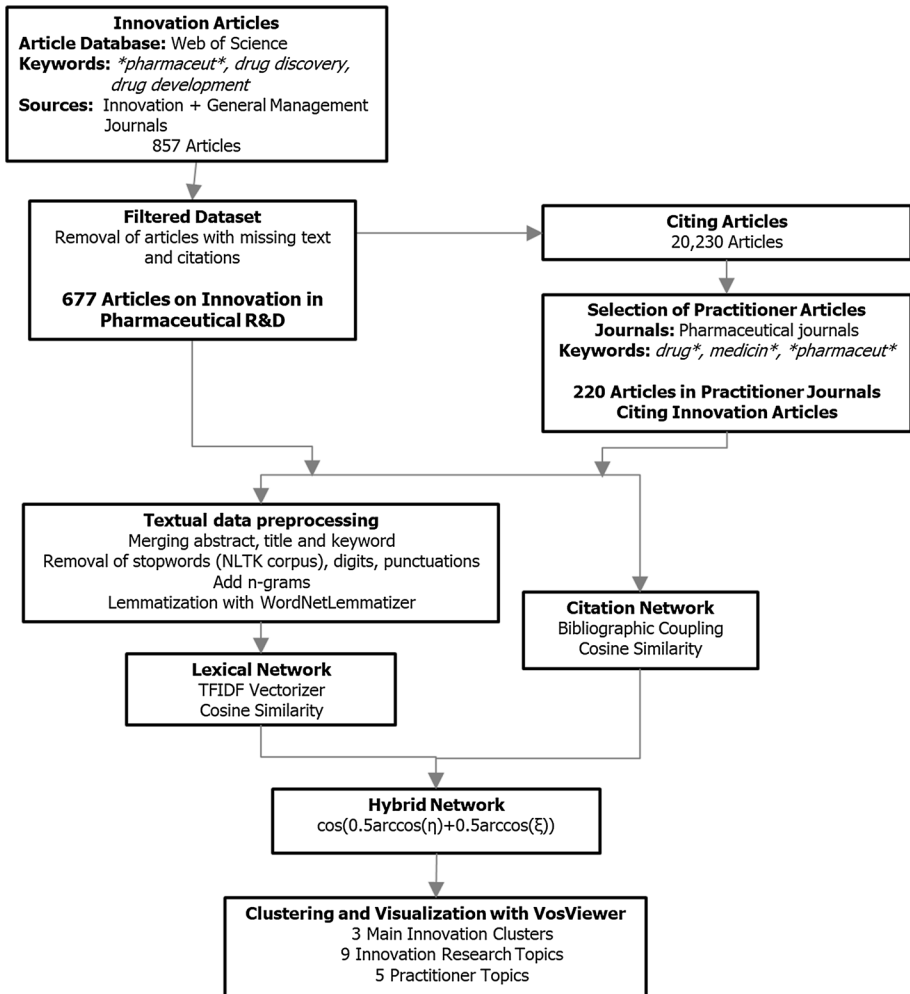 Innovation Articles
Article Database: Web of Science
Keywords: *pharmaceut*, drug discovery,
drug development
Sources: Innovation + General Management
Journals
857 Articles
Filtered Dataset
Removal of articles with missing text
and citations
677 Articles on Innovation in
Pharmaceutical R&D
Citing Articles
20,230 Articles
Selection of Practitioner Articles
Journals: Pharmaceutical journals
Keywords: drug*, medicin*, *pharmaceut*
220 Articles in Practitioner Journals
Citing Innovation Articles
Textual data preprocessing
Merging abstract, title and keyword
Removal of stopwords (NLTK corpus), digits, punctuations
Add n-grams
Lemmatization with WordNetLemmatizer
Citation Network
Bibliographic Coupling
Cosine Similarity
Lexical Network
TFIDF Vectorizer
Cosine Similarity
Hybrid Network
cos(0.5arccos(η)+0.5arccos(ξ))
Clustering and Visualization with VosViewer
3 Main Innovation Clusters
9 Innovation Research Topics
5 Practitioner Topics